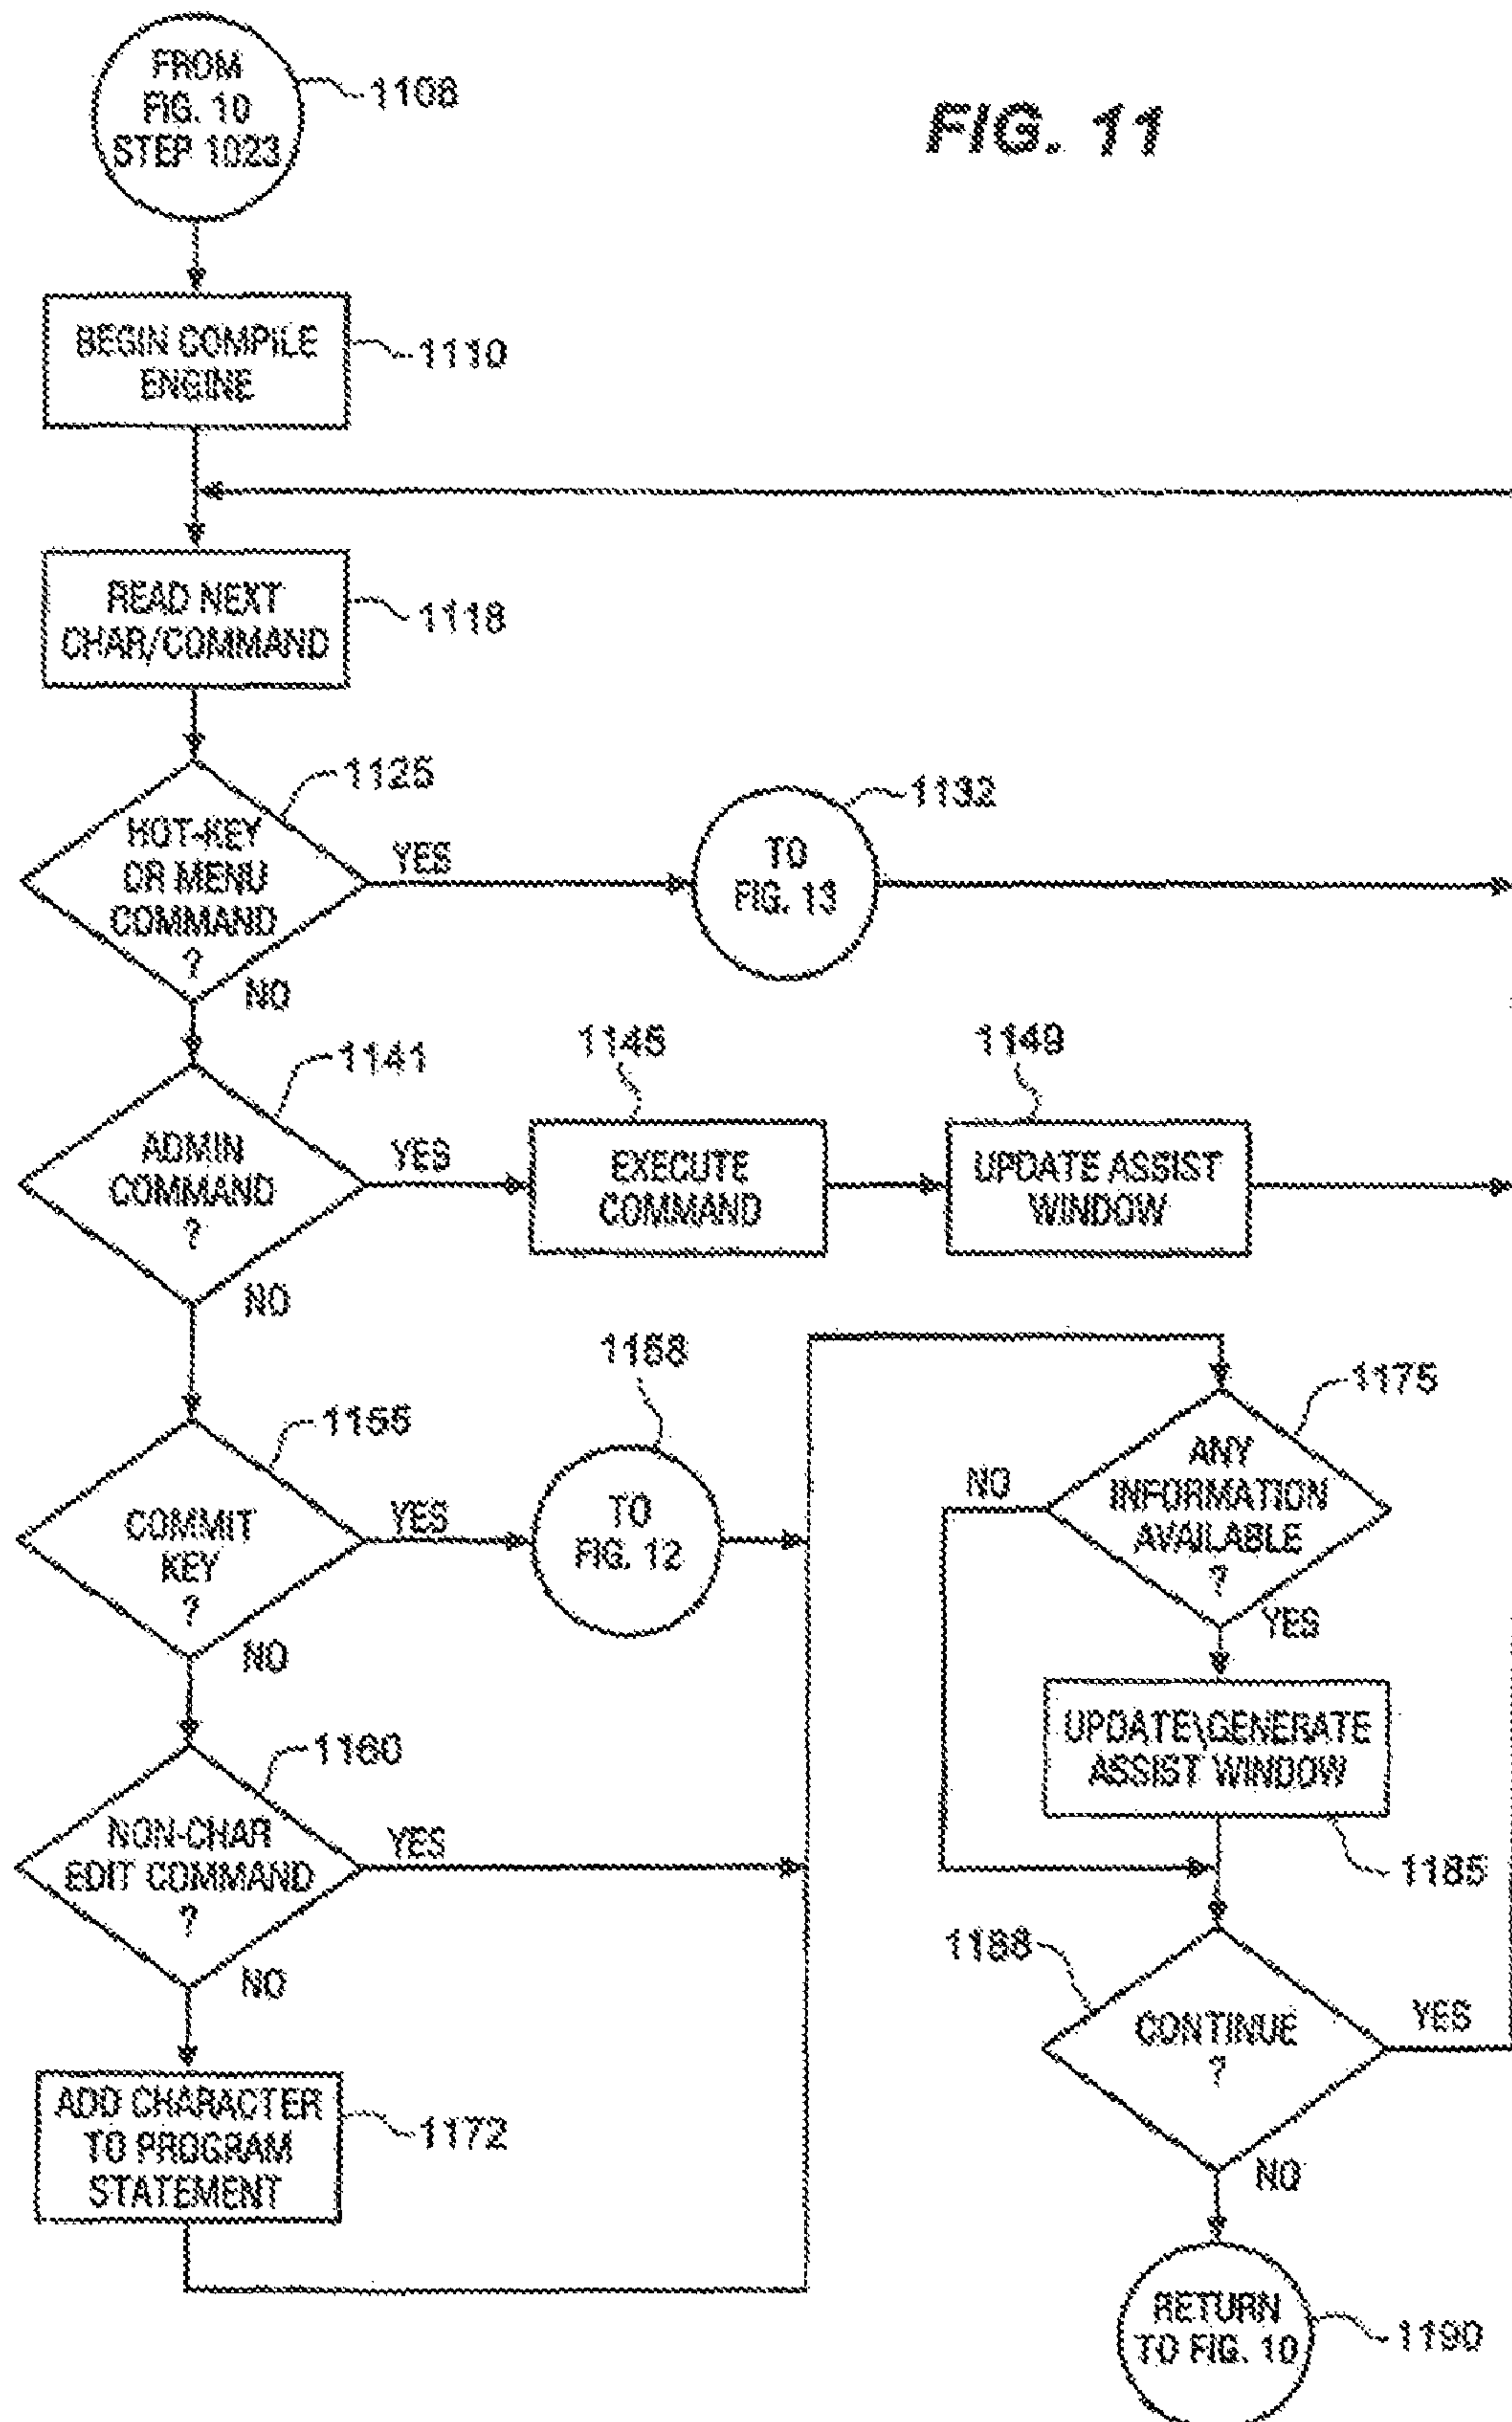 FROM
FIG. 10
STEP 1023
1108
FIG. 11
BEGIN COMPILE
ENGINE
1110
READ NEXT
CHAR/COMMAND
1118
1125
HOT-KEY
OR MENU
COMMAND
?
YES
NO
TO
FIG. 13
1132
1141
ADMIN
COMMAND
?
YES
NO
1145
EXECUTE
COMMAND
1149
UPDATE ASSIST
WINDOW
1155
COMMIT
KEY
?
YES
NO
1158
TO
FIG. 12
1160
NON-CHAR
EDIT COMMAND
?
YES
NO
ADD CHARACTER
TO PROGRAM
STATEMENT
1172
1175
ANY
INFORMATION
AVAILABLE
?
NO
YES
UPDATE\GENERATE
ASSIST WINDOW
1185
1188
CONTINUE
?
YES
NO
RETURN
TO FIG. 10
1190